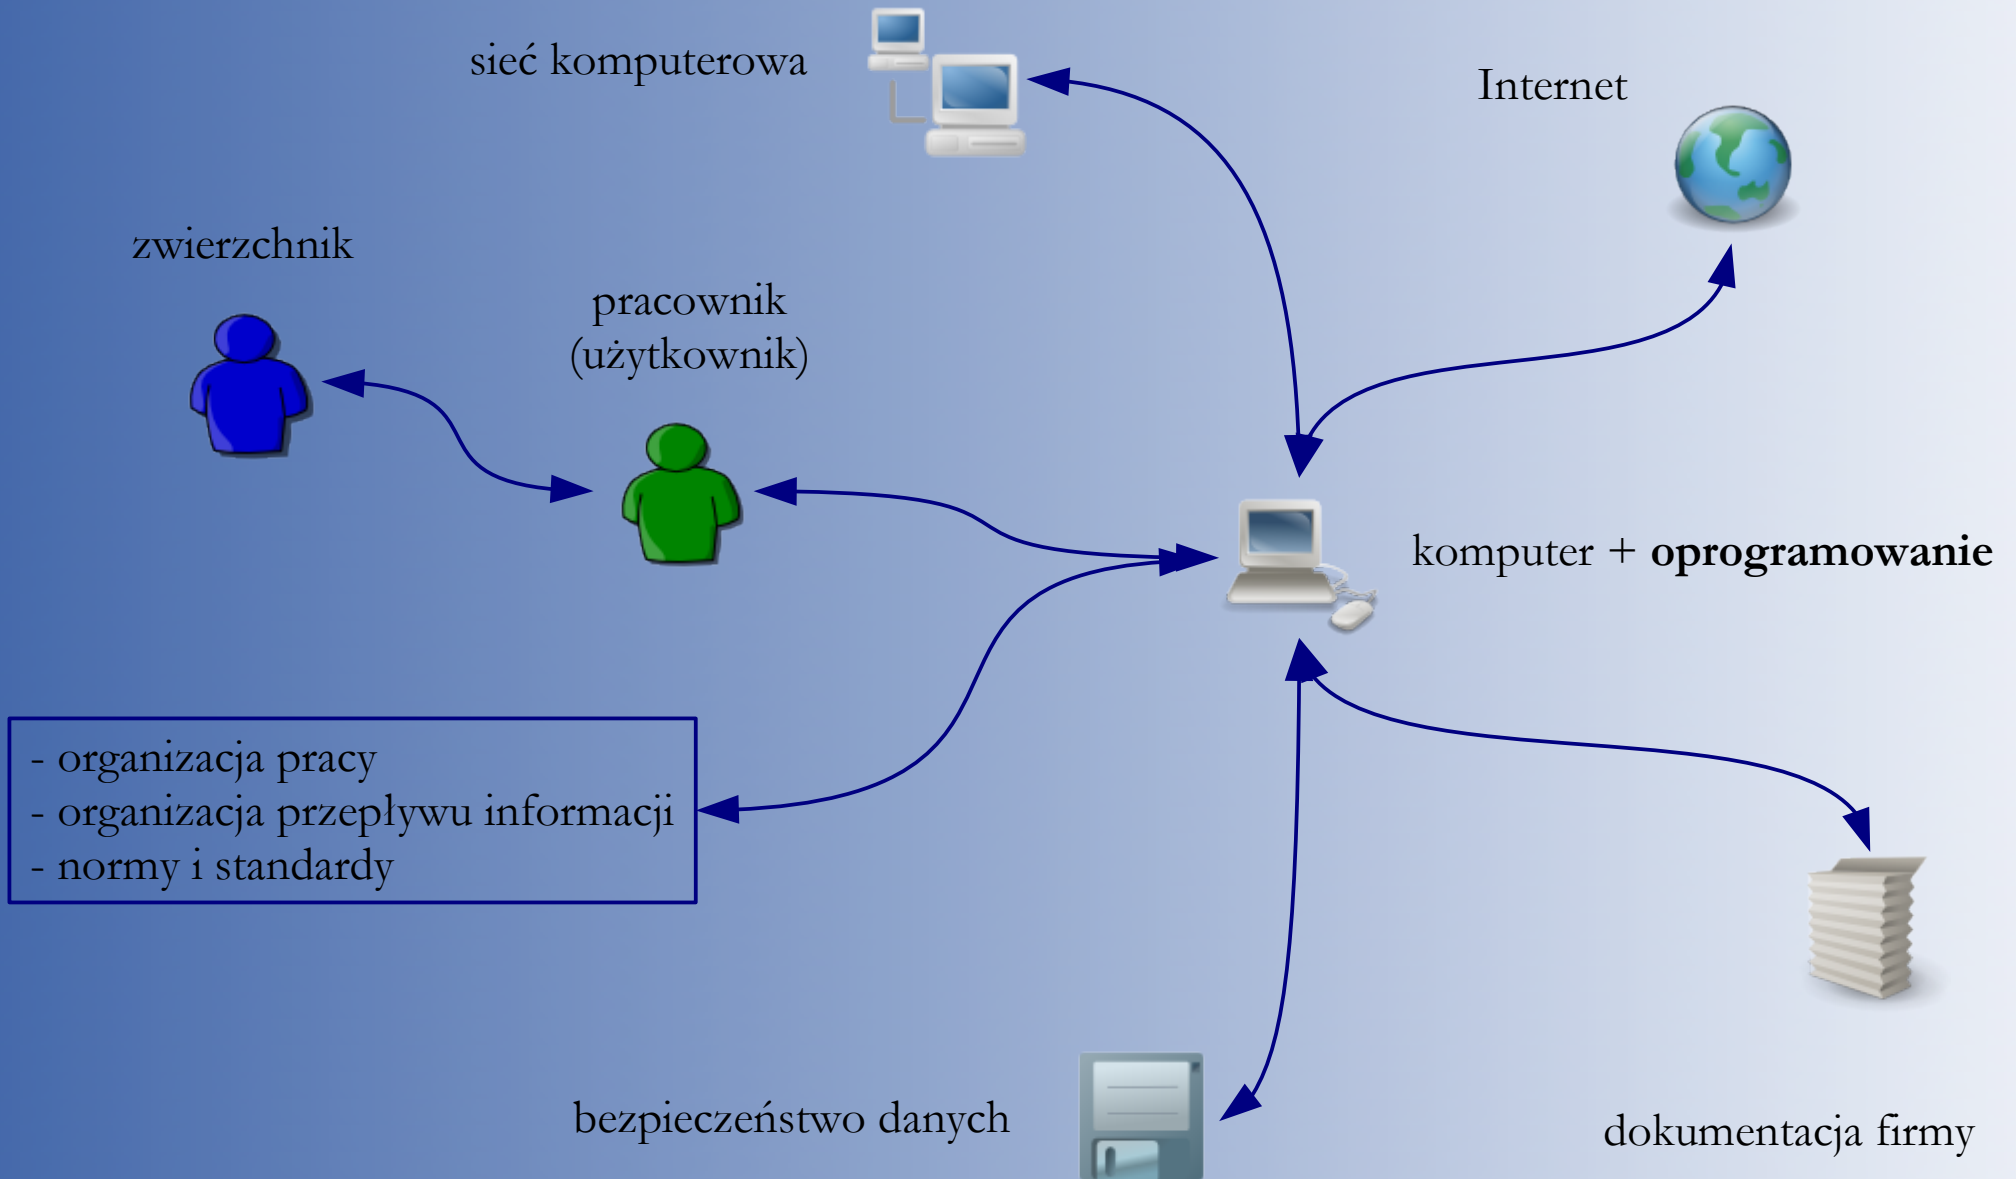 sieć komputerowa
Internet
zwierzchnik
pracownik
(użytkownik)
komputer + oprogramowanie
- organizacja pracy
- organizacja przepływu informacji
- normy i standardy
bezpieczeństwo danych
dokumentacja firmy